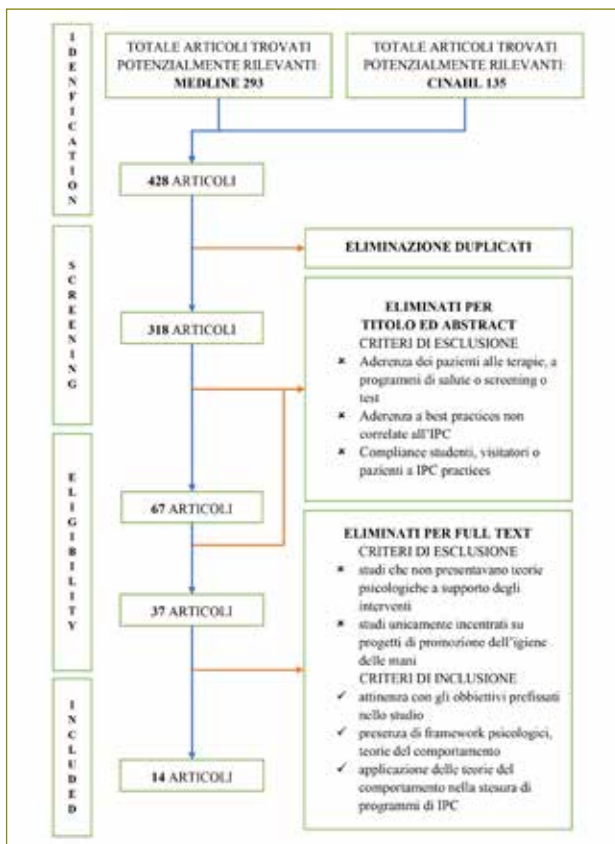 IDENFICATION
TOTALE ARTICOLI TROVATI
POTENZIALMENTE RILEVANTI:
MEDLINE 293
TOTALE ARTICOLI TROVATI
POTENZIALMENTE RILEVANTI:
CINAHL 135
428 ARTICOLI
SCREENING
ELIMINAZIONE DUPLICATI
318 ARTICOLI
ELIMINATI PER
TITOLO ED ABSTRACT
CRITERI DI ESCLUSIONE
× Aderenza dei pazienti alle terapie, a
programmi di salute o screening o
test
× Aderenza a best practices non
correlate all'IPC
× Compliance studenti, visitatori o
pazienti a IPC practices
ELIGIBILITY
67 ARTICOLI
37 ARTICOLI
ELIMINATI PER FULL TEXT
CRITERI DI ESCLUSIONE
× studi che non presentavano teorie
psicologiche a supporto degli
interventi
× studi unicamente incentrati su
progetti di promozione dell'igiene
delle mani
CRITERI DI INCLUSIONE
✓ attinenza con gli obbiettivi prefissati
nello studio
✓ presenza di framework psicologici,
teorie del comportamento
✓ applicazione delle teorie del
comportamento nella stesura di
programmi di IPC
INCLUDED
14 ARTICOLI